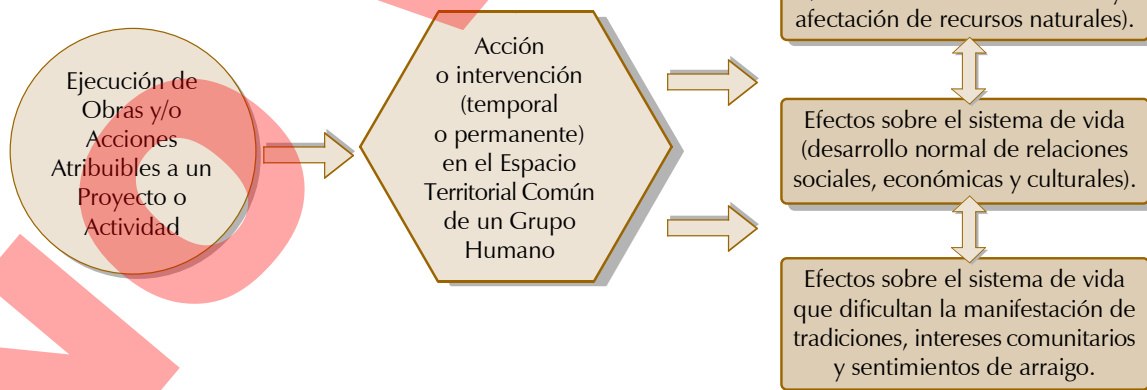 Ejecución de
Obras y/o
Acciones
Atribuibles a un
Proyecto o
Actividad
Acción
o intervención
(temporal
o permanente)
en el Espacio
Territorial Común
de un Grupo
Humano
afectación de recursos naturales).
Efectos sobre el sistema de vida
(desarrollo normal de relaciones
sociales, económicas y culturales).
Efectos sobre el sistema de vida
que dificultan la manifestación de
tradiciones, intereses comunitarios
y sentimientos de arraigo.